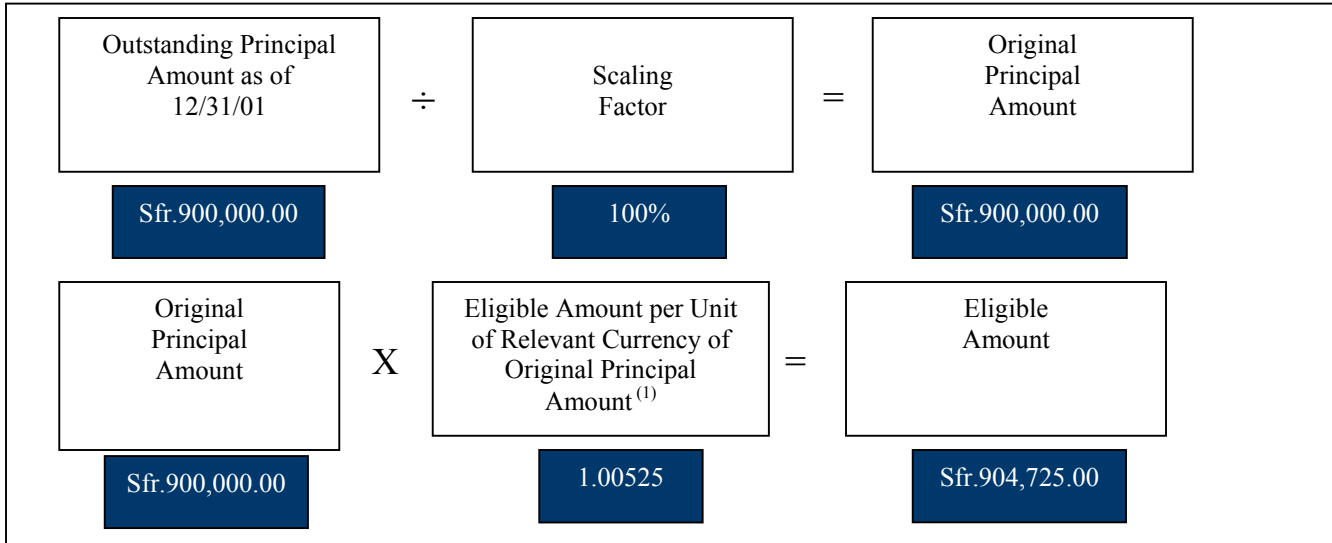 Outstanding Principal
Amount as of
12/31/01
÷
Scaling
Factor
=
Original
Principal
Amount
Sfr.900,000.00
100%
Sfr.900,000.00
Original
Principal
Amount
X
Eligible Amount per Unit
of Relevant Currency of
Original Principal
Amount (1)
=
Eligible
Amount
Sfr.900,000.00
1.00525
Sfr.904,725.00